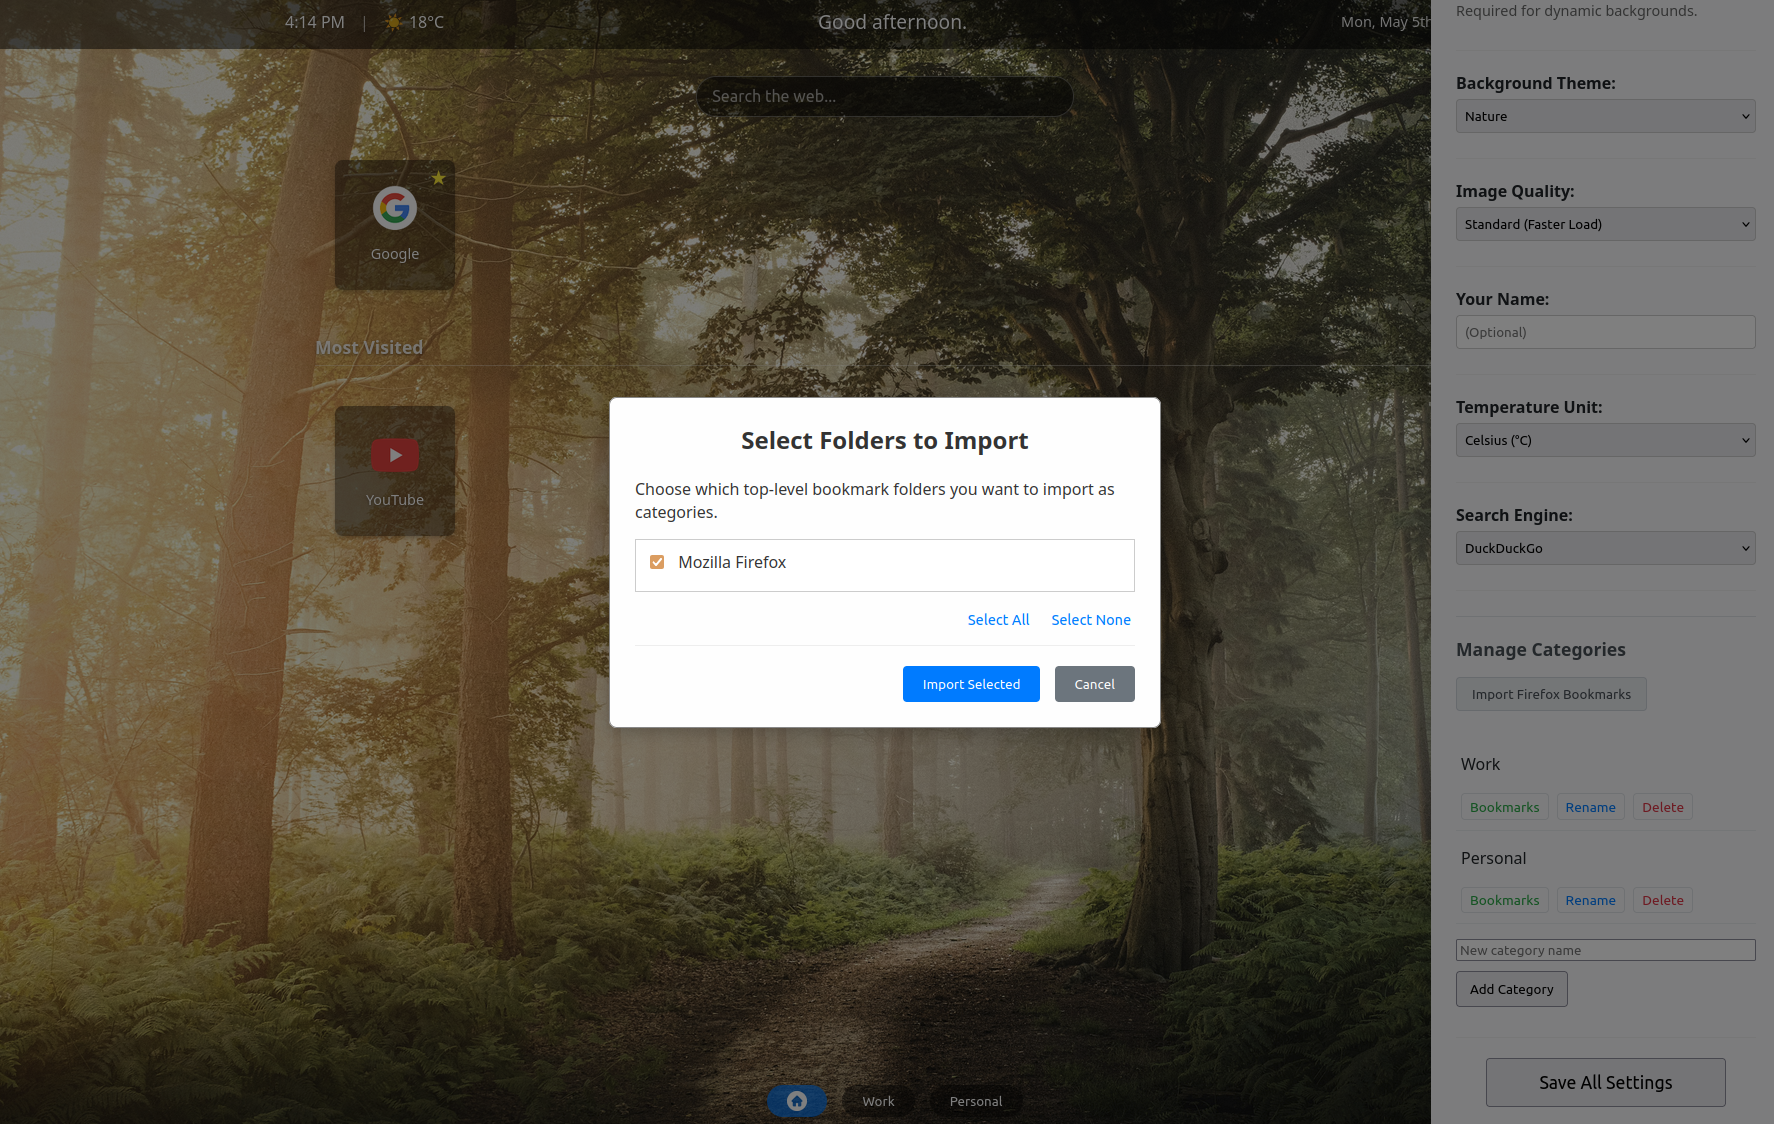 4:14 PM | 18°C
Good afternoon.
Mon, May 5th
Search the web...
Google
Most Visited
YouTube
Select Folders to Import
Choose which top-level bookmark folders you want to import as
categories.
Mozilla Firefox
Select All Select None
Import Selected Cancel
Work
Personal
Required for dynamic backgrounds.
Background Theme:
Nature
Image Quality:
Standard (Faster Load)
Your Name:
(Optional)
Temperature Unit:
Celsius (°C)
Search Engine:
DuckDuckGo
Manage Categories
Import Firefox Bookmarks
Work
Bookmarks Rename Delete
Personal
Bookmarks Rename Delete
New category name
Add Category
Save All Settings